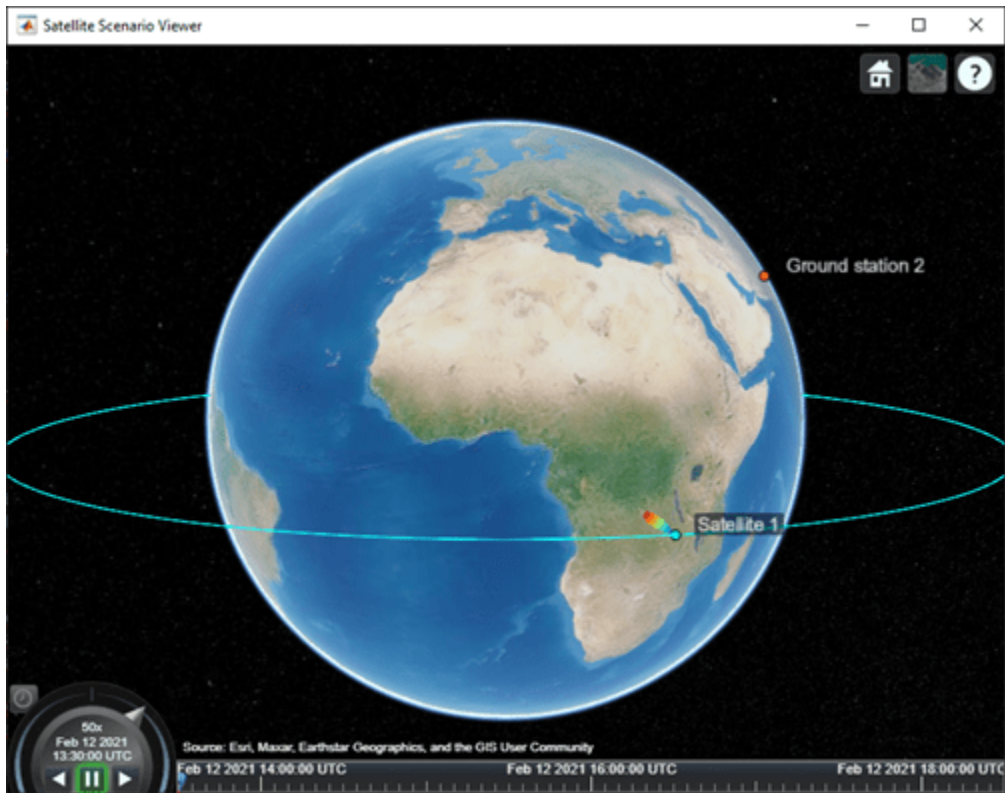 Satellite Scenario Viewer
?
Ground station 2
Satellite 1
50x
Feb 12 2021
13:30:00 UTC
Source: Esri, Maxar, Earthstar Geographics, and the GIS User Community
Feb 12 2021 14:00:00 UTC
Feb 12 2021 16:00:00 UTC
Feb 12 2021 18:00:00 UTC